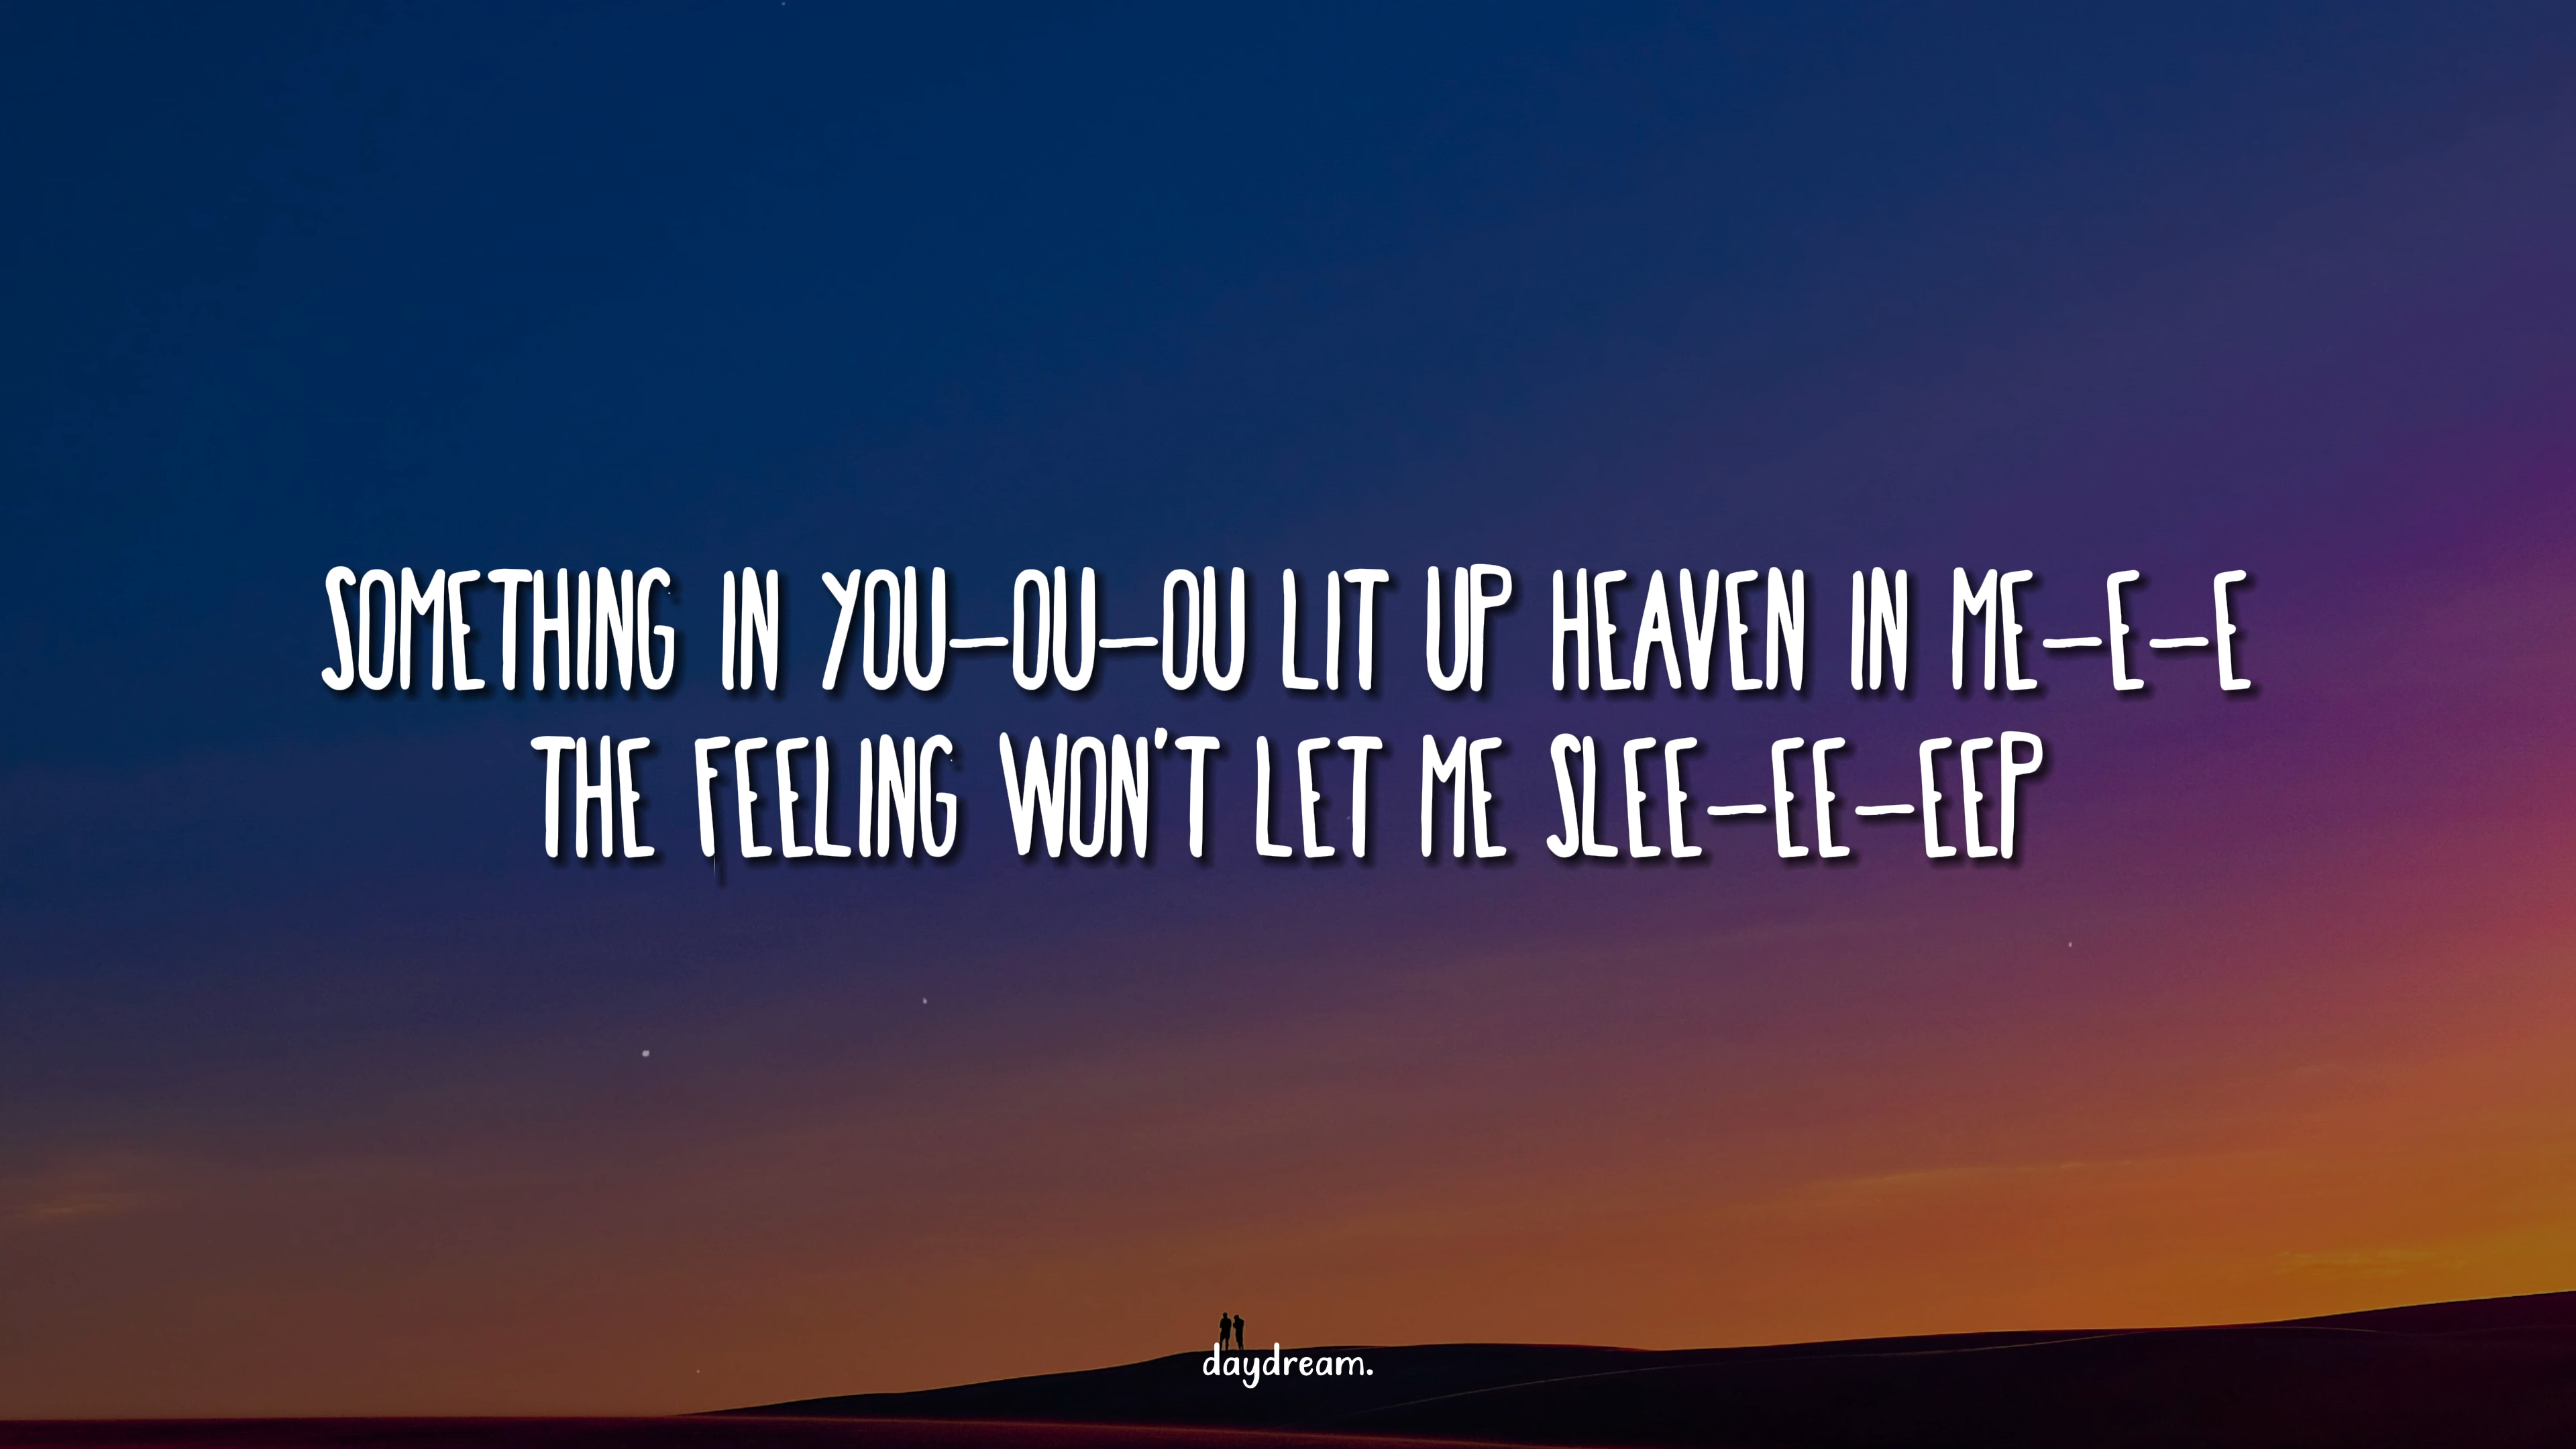 SOMETHING IN YOU-OU-OU LIT UP HEAVEN IN ME-E-E
THE FEELING WON'T LET ME SLEE-EE-EEP
daydream.